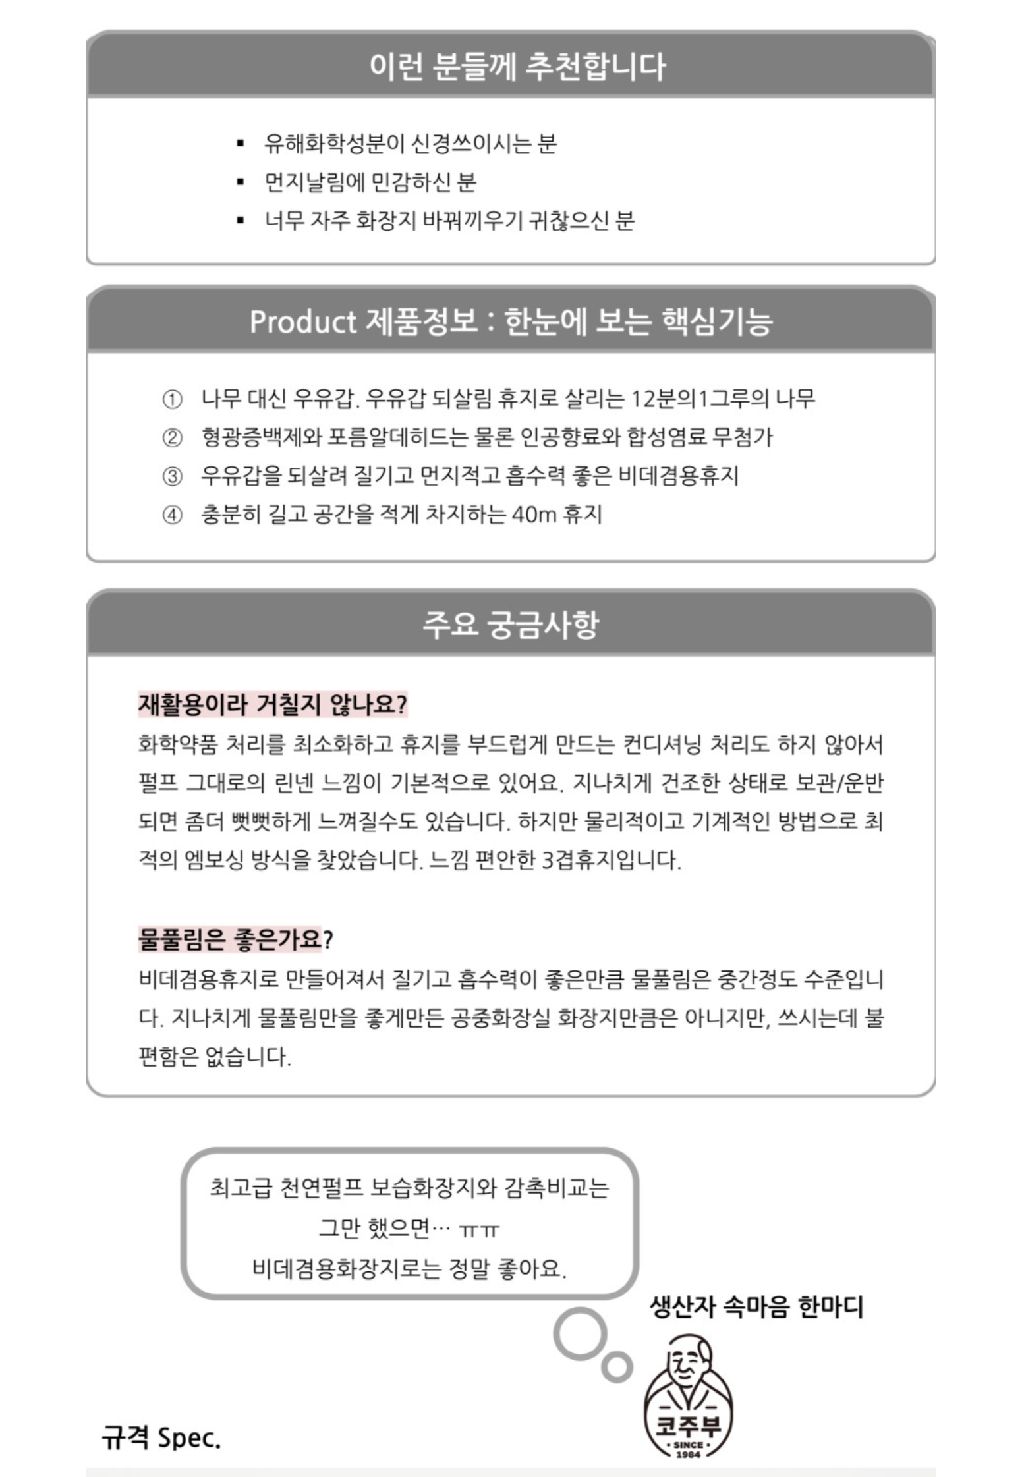 이런 분들께 추천합니다
▪ 유해화학성분이 신경쓰이시는 분
▪ 먼지날림에 민감하신 분
▪ 너무 자주 화장지 바꿔끼우기 귀찮으신 분
Product 제품정보 : 한눈에 보는 핵심기능
① 나무 대신 우유갑. 우유갑 되살림 휴지로 살리는 12분의1그루의 나무
② 형광증백제와 포름알데히드는 물론 인공향료와 합성염료 무첨가
③ 우유갑을 되살려 질기고 먼지적고 흡수력 좋은 비데겸용휴지
④ 충분히 길고 공간을 적게 차지하는 40m 휴지
주요 궁금사항
재활용이라 거칠지 않나요?
화학약품 처리를 최소화하고 휴지를 부드럽게 만드는 컨디셔닝 처리도 하지 않아서
펄프 그대로의 린넨 느낌이 기본적으로 있어요. 지나치게 건조한 상태로 보관/운반
되면 좀더 뻣뻣하게 느껴질수도 있습니다. 하지만 물리적이고 기계적인 방법으로 최
적의 엠보싱 방식을 찾았습니다. 느낌 편안한 3겹휴지입니다.
물풀림은 좋은가요?
비데겸용휴지로 만들어져서 질기고 흡수력이 좋은만큼 물풀림은 중간정도 수준입니
다. 지나치게 물풀림만을 좋게만든 공중화장실 화장지만큼은 아니지만, 쓰시는데 불
편함은 없습니다.
최고급 천연펄프 보습화장지와 감촉비교는
그만 했으면… ㅠㅠ
비데겸용화장지로는 정말 좋아요.
생산자 속마음 한마디
코주부
· SINCE ·
1984
규격 Spec.